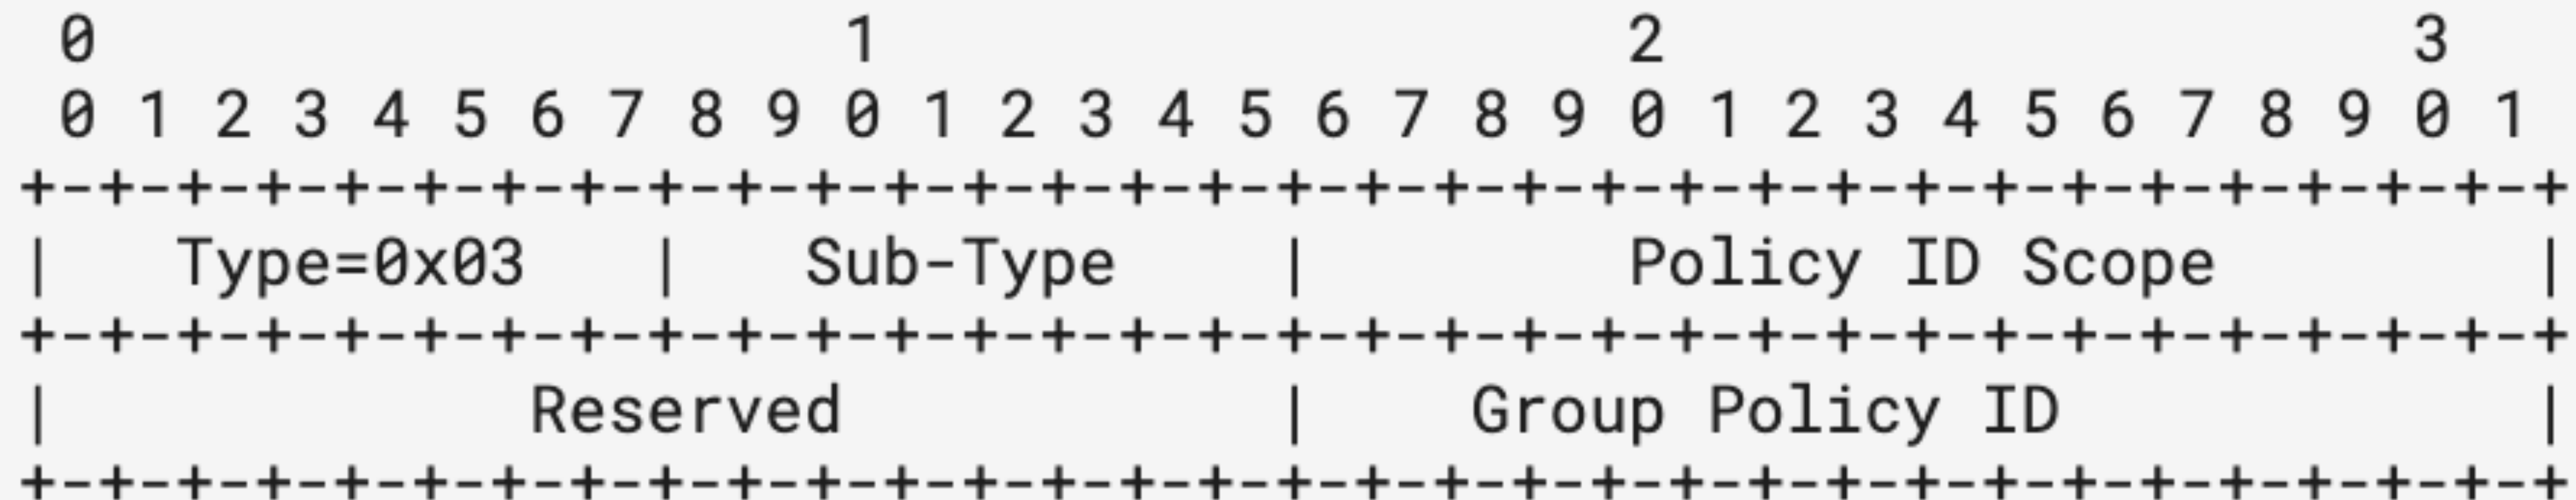 0                   1                   2                   3
 0 1 2 3 4 5 6 7 8 9 0 1 2 3 4 5 6 7 8 9 0 1 2 3 4 5 6 7 8 9 0 1
+-+-+-+-+-+-+-+-+-+-+-+-+-+-+-+-+-+-+-+-+-+-+-+-+-+-+-+-+-+-+-+-+
|   Type=0x03   |   Sub-Type    |        Policy ID Scope        |
+-+-+-+-+-+-+-+-+-+-+-+-+-+-+-+-+-+-+-+-+-+-+-+-+-+-+-+-+-+-+-+-+
|            Reserved           |    Group Policy ID            |
+-+-+-+-+-+-+-+-+-+-+-+-+-+-+-+-+-+-+-+-+-+-+-+-+-+-+-+-+-+-+-+-+